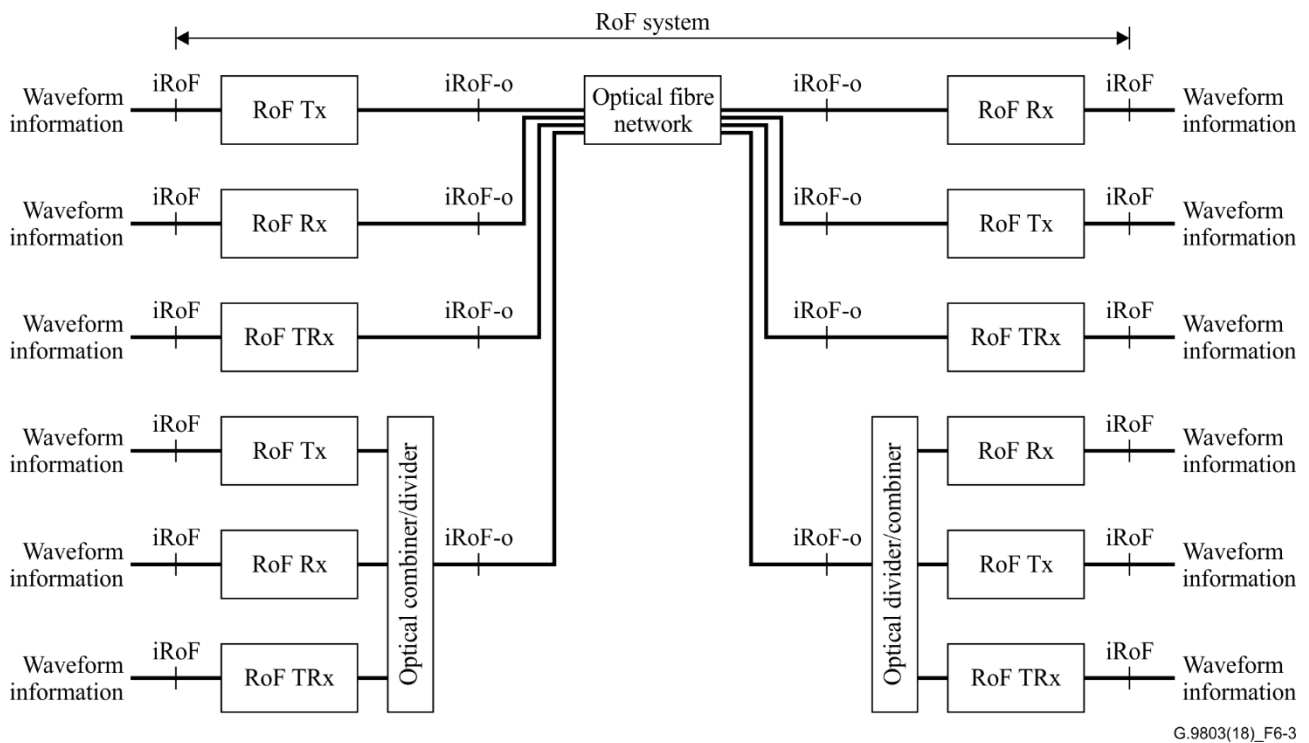 RoF system
iRoF
iRoF-o
iRoF-o
iRoF
Waveform
information
RoF Tx
Optical fibre
network
RoF Rx
Waveform
information
iRoF
iRoF-o
iRoF-o
iRoF
Waveform
information
RoF Rx
RoF Tx
Waveform
information
iRoF
iRoF-o
iRoF-o
iRoF
Waveform
information
RoF TRx
RoF TRx
Waveform
information
iRoF
iRoF
Waveform
information
RoF Tx
Optical combiner/divider
Optical divider/combiner
RoF Rx
Waveform
information
iRoF
iRoF-o
iRoF-o
iRoF
Waveform
information
RoF Rx
RoF Tx
Waveform
information
iRoF
iRoF
Waveform
information
RoF TRx
RoF TRx
Waveform
information
G.9803(18)_F6-3